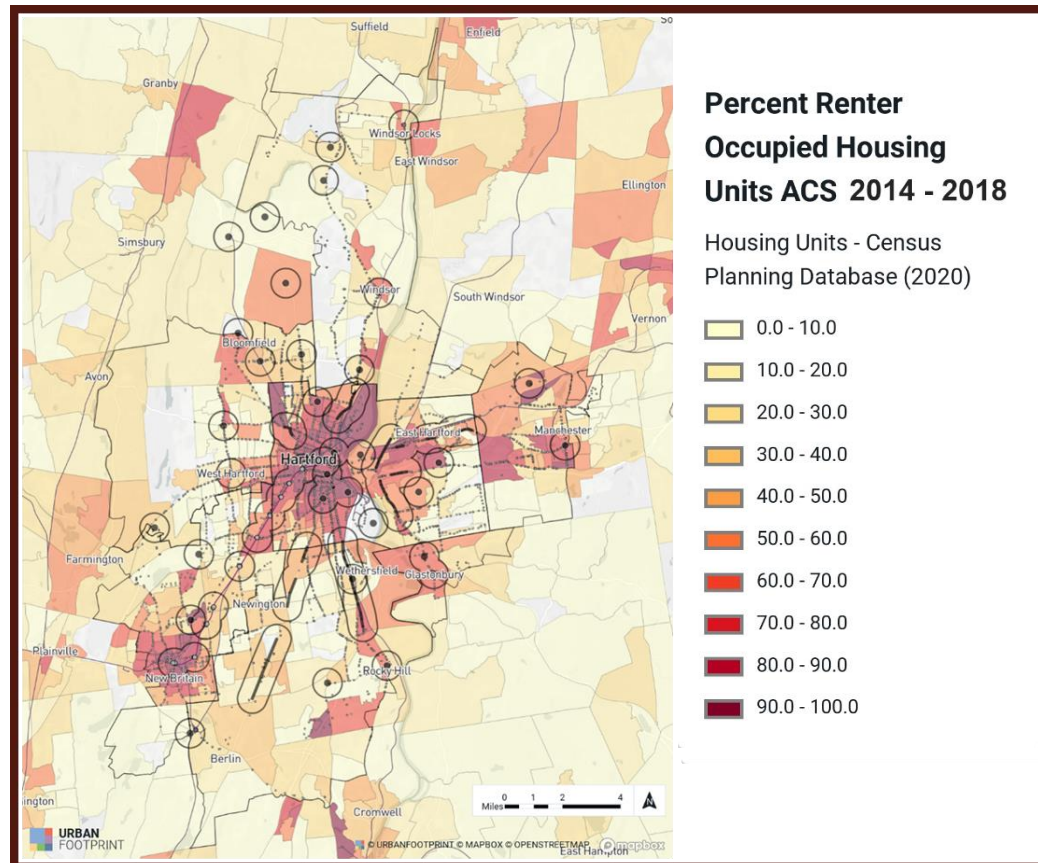 Suffield
So
Enfield
Granby
Windsor Locks
East Windsor
Ellington
Simsbury
Windsor
South Windsor
Vernon
Bloomfield
Avon
East Hartford
Manchester
Hartford
West Hartford
Farmington
Wethersfield
Glastonbury
Newington
Plainville
New Britain
Rocky Hill
Berlin
ington
Cromwell
East Hampton
Miles 0 1 2 4
N
URBAN
FOOTPRINT
© URBANFOOTPRINT © MAPBOX © OPENSTREETMAP
mapbox
Percent Renter
Occupied Housing
Units ACS 2014 - 2018
Housing Units - Census
Planning Database (2020)
0.0 - 10.0
10.0 - 20.0
20.0 - 30.0
30.0 - 40.0
40.0 - 50.0
50.0 - 60.0
60.0 - 70.0
70.0 - 80.0
80.0 - 90.0
90.0 - 100.0